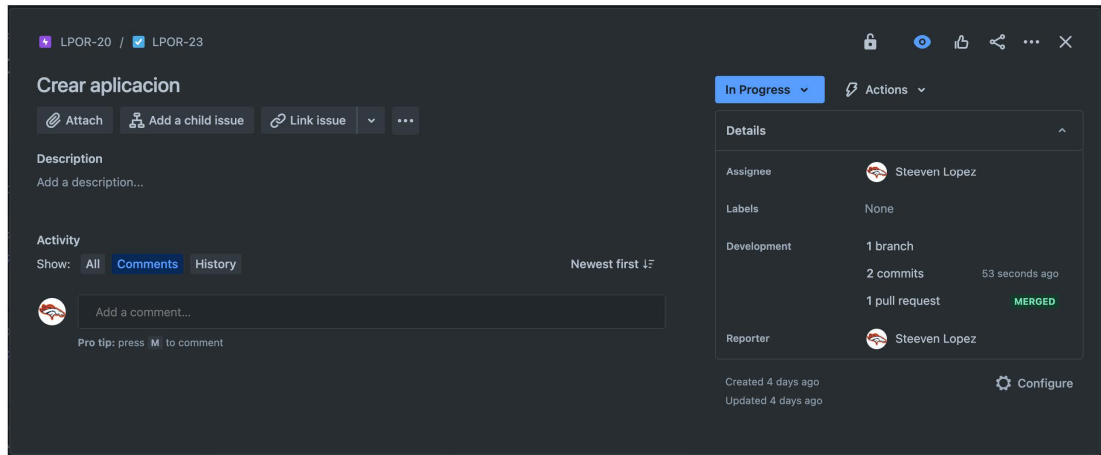 LPOR-20 / LPOR-23
Crear aplicacion
Attach Add a child issue Link issue
Description
Add a description...
Activity
Show: All Comments History Newest first
Add a comment...
Pro tip: press M to comment
In Progress Actions
Details
Assignee Steeven Lopez
Labels None
Development 1 branch
2 commits 53 seconds ago
1 pull request MERGED
Reporter Steeven Lopez
Created 4 days ago
Configure
Updated 4 days ago